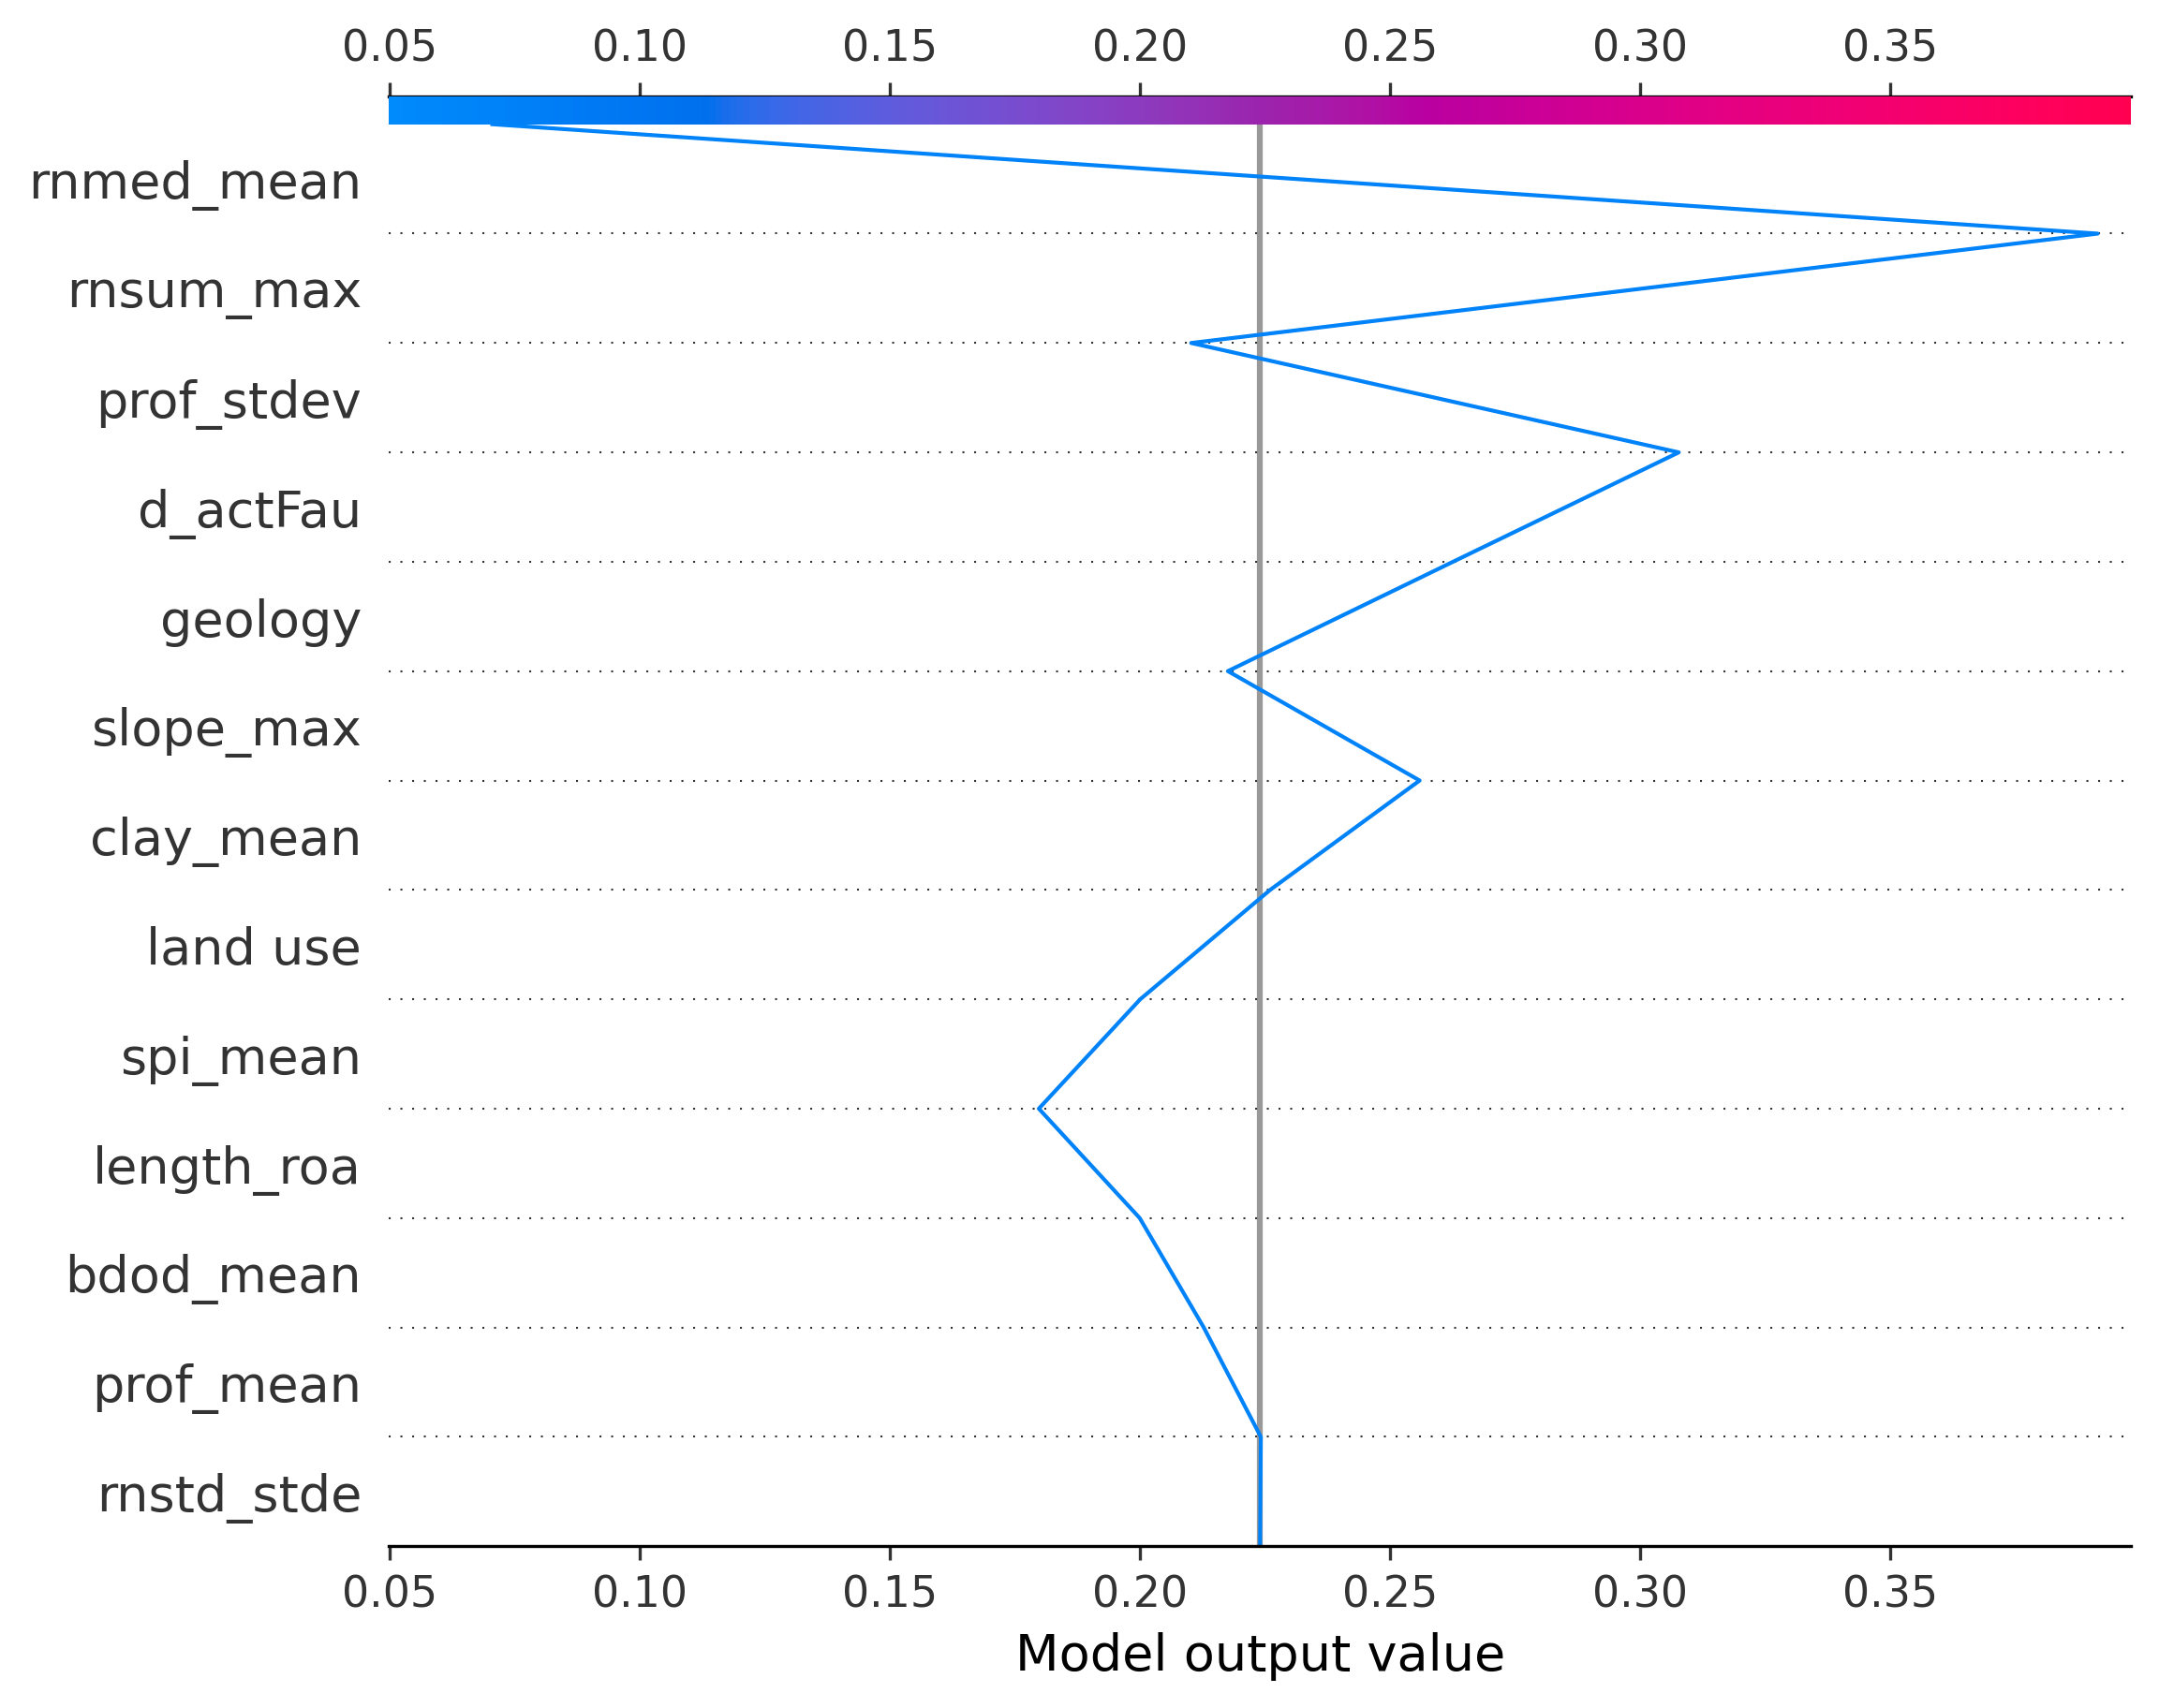 0.05 0.10 0.15 0.20 0.25 0.30 0.35
rnmed_mean
rnsum_max
prof_stdev
d_actFau
geology
slope_max
clay_mean
land use
spi_mean
length_roa
bdod_mean
prof_mean
rnstd_stde
0.05 0.10 0.15 0.20 0.25 0.30 0.35
Model output value